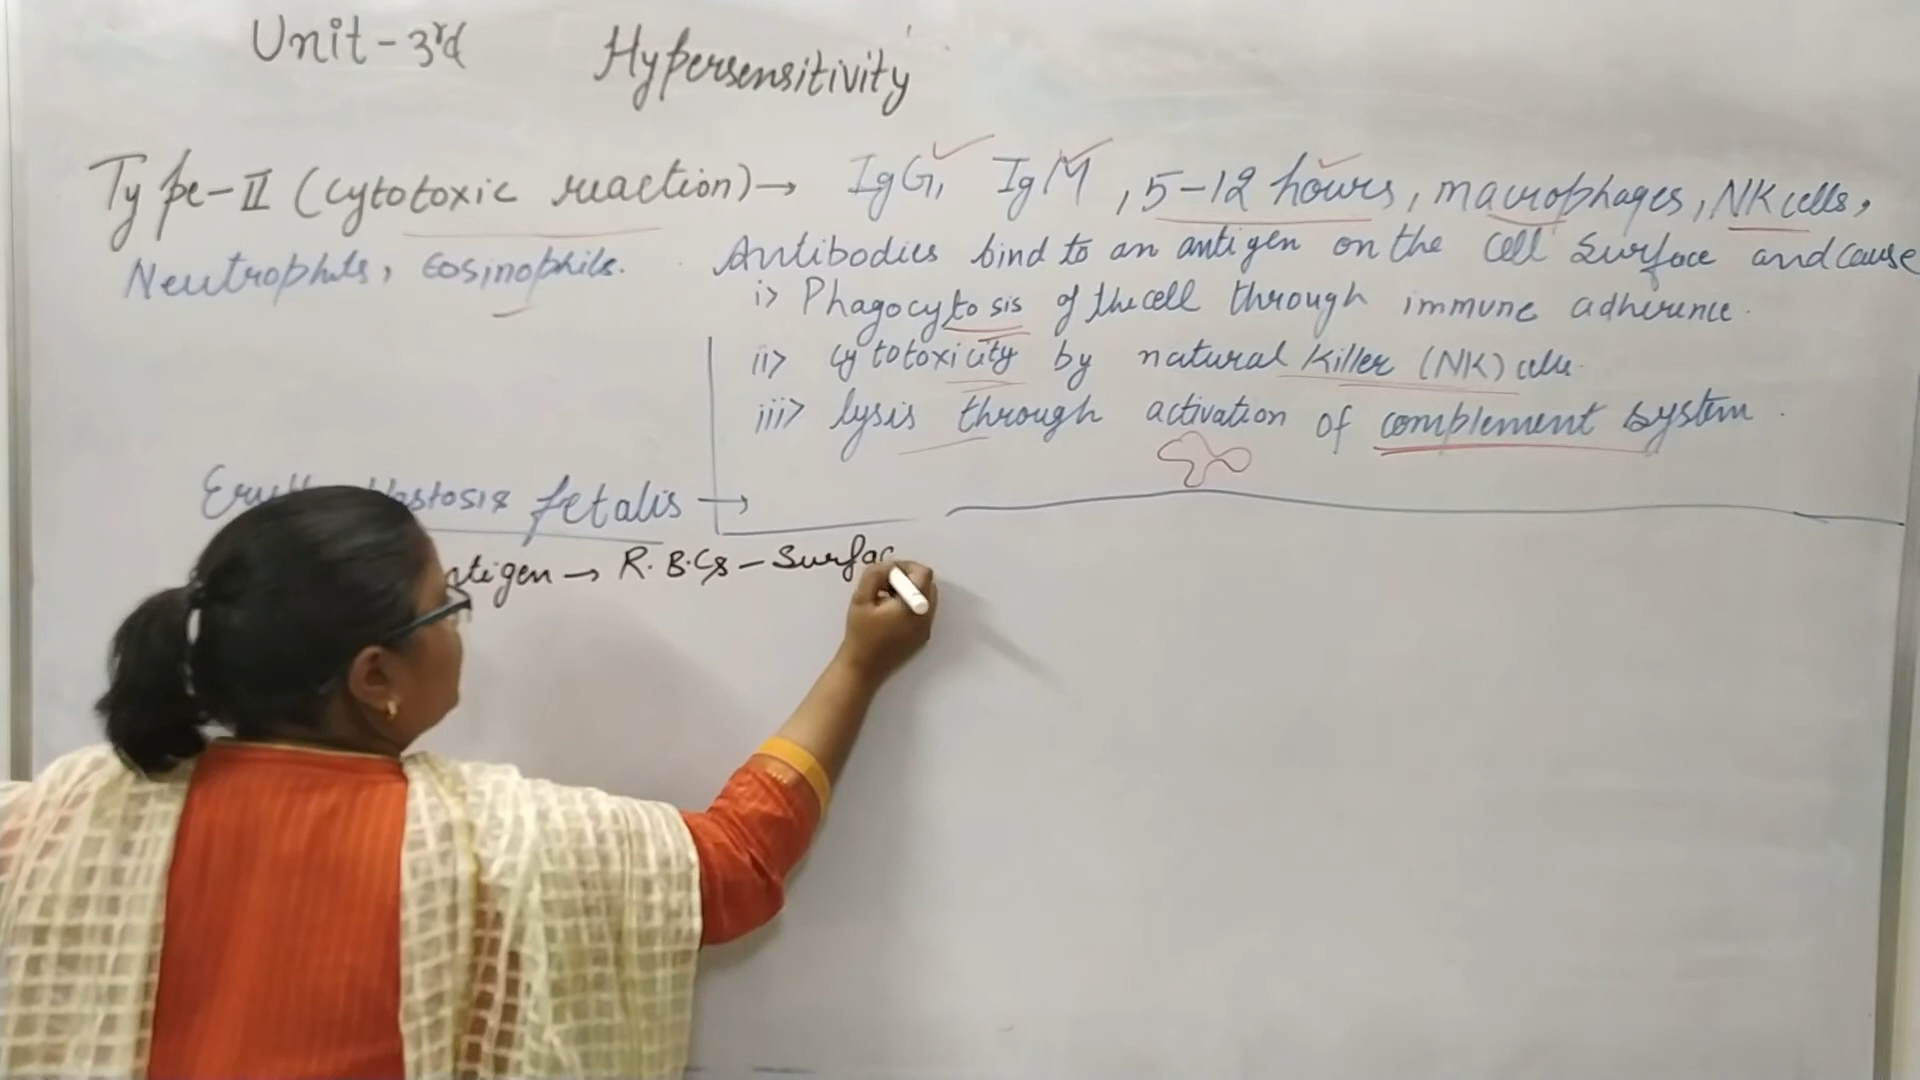 Unit-3rd Hypersensitivity
Type-II (cytotoxic reaction)→ IgG, IgM, 5-12 hours, macrophages, NK cells,
Neutrophils, Eosinophils. Antibodies bind to an antigen on the cell surface and cause
i> Phagocytosis of the cell through immune adherence.
ii> cytotoxicity by natural killer (NK) cells.
iii> lysis through activation of complement system.
fetalis →
→ R.B.Cs - Surfac